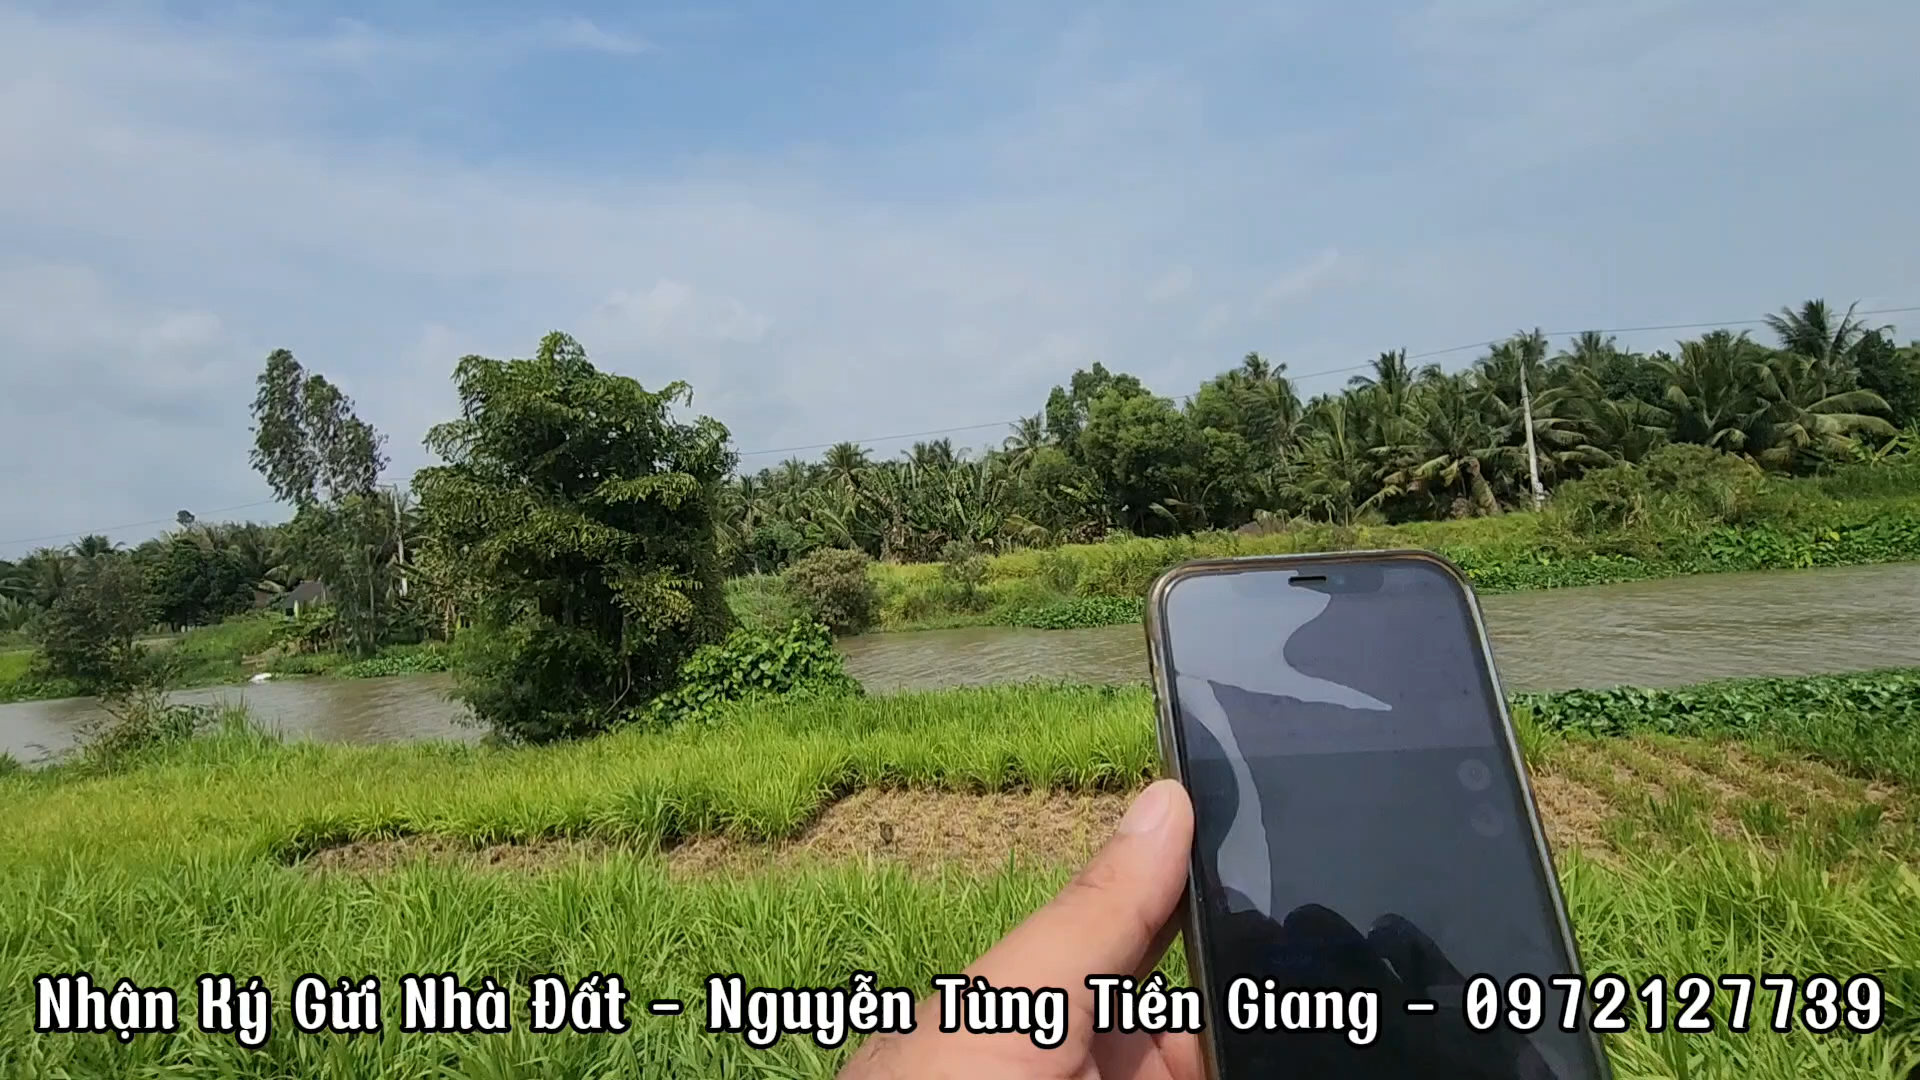 Nhận Ký Gửi Nhà Đất - Nguyễn Tùng Tiền Giang - 0972127739